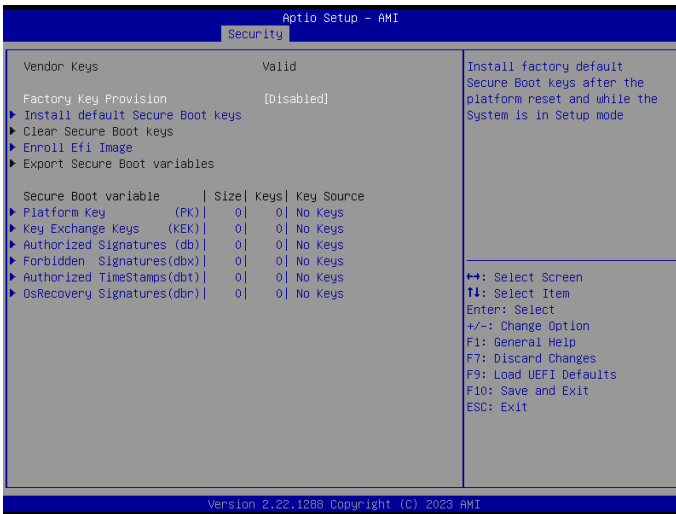 Aptio Setup – AMI
Security
Vendor Keys Valid
Factory Key Provision [Disabled]
Install default Secure Boot keys
Clear Secure Boot keys
Enroll Efi Image
Export Secure Boot variables
Secure Boot variable | Size| Keys| Key Source
Platform Key (PK)| 0| 0| No Keys
Key Exchange Keys (KEK)| 0| 0| No Keys
Authorized Signatures (db)| 0| 0| No Keys
Forbidden Signatures(dbx)| 0| 0| No Keys
Authorized TimeStamps(dbt)| 0| 0| No Keys
OsRecovery Signatures(dbr)| 0| 0| No Keys
Install factory default
Secure Boot keys after the
platform reset and while the
System is in Setup mode
↔: Select Screen
↑↓: Select Item
Enter: Select
+/-: Change Option
F1: General Help
F7: Discard Changes
F9: Load UEFI Defaults
F10: Save and Exit
ESC: Exit
Version 2.22.1288 Copyright (C) 2023 AMI